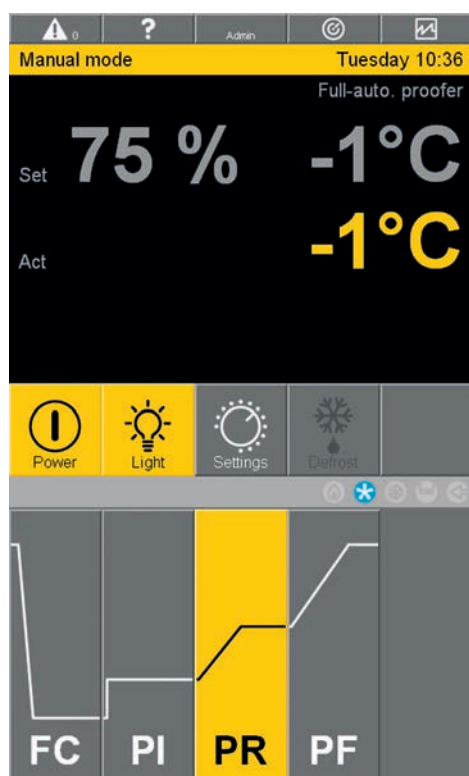 0 ? Admin
Manual mode Tuesday 10:36
Full-auto. proofer
Set 75 % -1°C
Act -1°C
Power Light Settings Defrost
FC PI PR PF